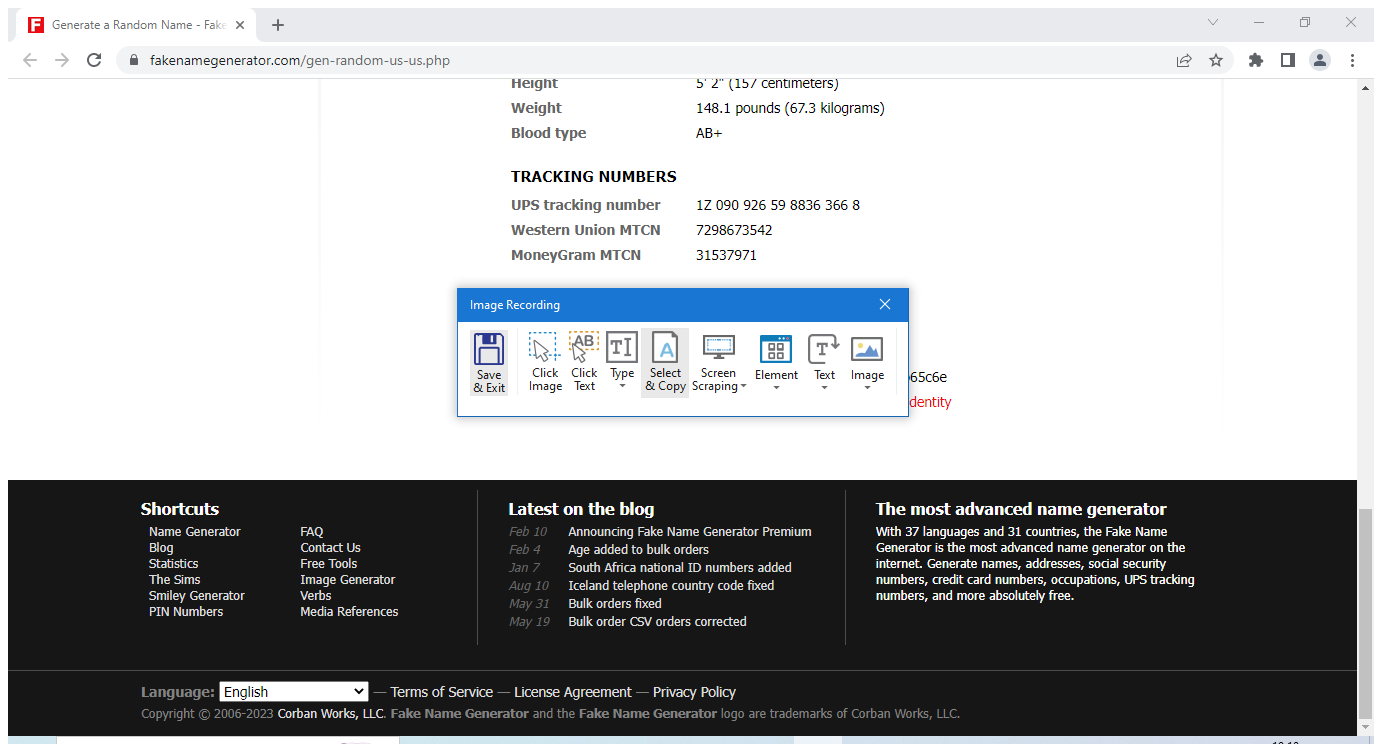 Generate a Random Name - Fake
fakenamegenerator.com/gen-random-us-us.php
Height 5' 2" (157 centimeters)
Weight 148.1 pounds (67.3 kilograms)
Blood type AB+
TRACKING NUMBERS
UPS tracking number 1Z 090 926 59 8836 366 8
Western Union MTCN 7298673542
MoneyGram MTCN 31537971
Image Recording
Save & Exit
Click Image
Click Text
Type
Select & Copy
Screen Scraping
Element
Text
Image
65c6e
dentity
Shortcuts
Name Generator
Blog
Statistics
The Sims
Smiley Generator
PIN Numbers
FAQ
Contact Us
Free Tools
Image Generator
Verbs
Media References
Latest on the blog
Feb 10 Announcing Fake Name Generator Premium
Feb 4 Age added to bulk orders
Jan 7 South Africa national ID numbers added
Aug 10 Iceland telephone country code fixed
May 31 Bulk orders fixed
May 19 Bulk order CSV orders corrected
The most advanced name generator
With 37 languages and 31 countries, the Fake Name
Generator is the most advanced name generator on the
internet. Generate names, addresses, social security
numbers, credit card numbers, occupations, UPS tracking
numbers, and more absolutely free.
Language: English — Terms of Service — License Agreement — Privacy Policy
Copyright © 2006-2023 Corban Works, LLC. Fake Name Generator and the Fake Name Generator logo are trademarks of Corban Works, LLC.